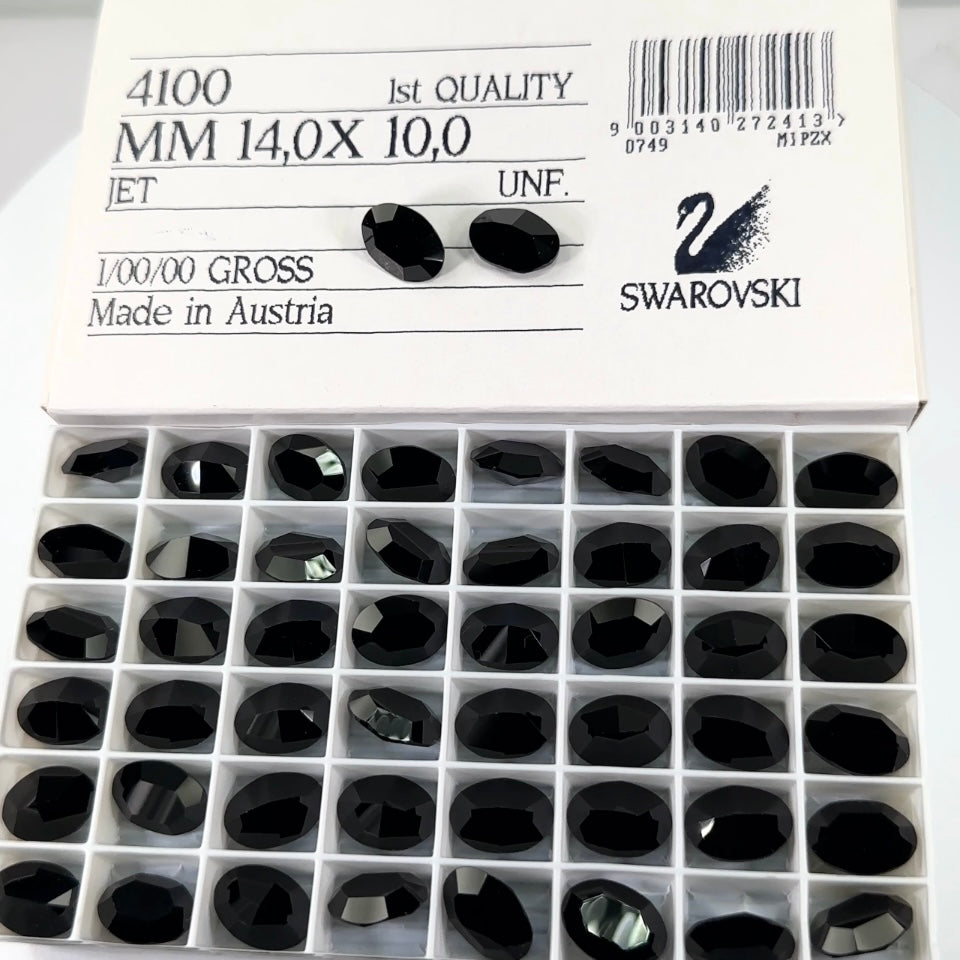 4100 1st QUALITY
MM 14,0X 10,0
JET UNF.
1/00/00 GROSS
Made in Austria
9 003140 272413 >
0749 M1PZX
SWAROVSKI